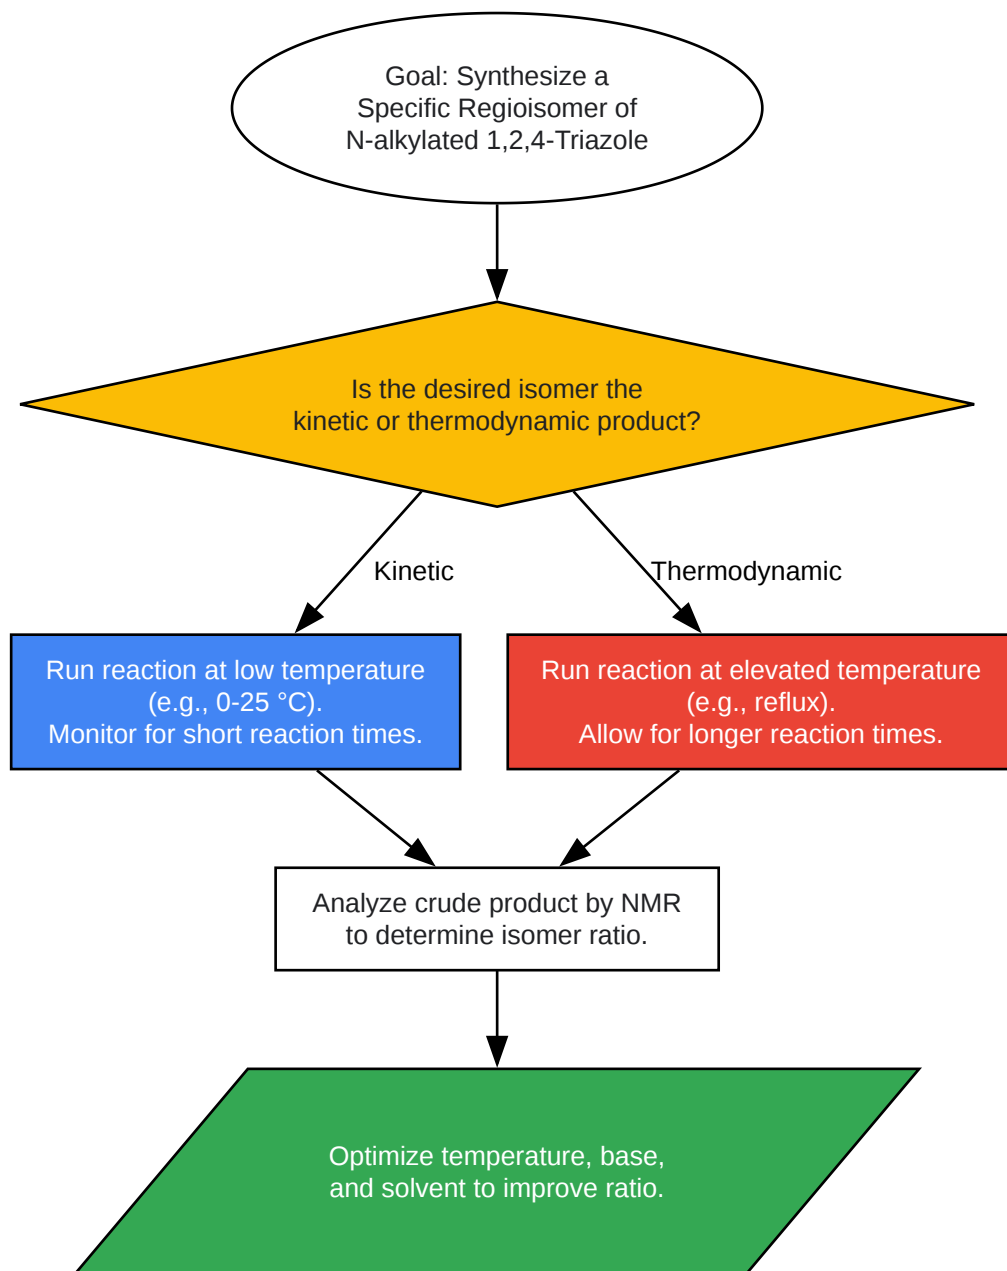 Goal: Synthesize a
Specific Regioisomer of
N-alkylated 1,2,4-Triazole
Is the desired isomer the
kinetic or thermodynamic product?
Kinetic
Thermodynamic
Run reaction at low temperature
(e.g., 0-25 °C).
Monitor for short reaction times.
Run reaction at elevated temperature
(e.g., reflux).
Allow for longer reaction times.
Analyze crude product by NMR
to determine isomer ratio.
Optimize temperature, base,
and solvent to improve ratio.